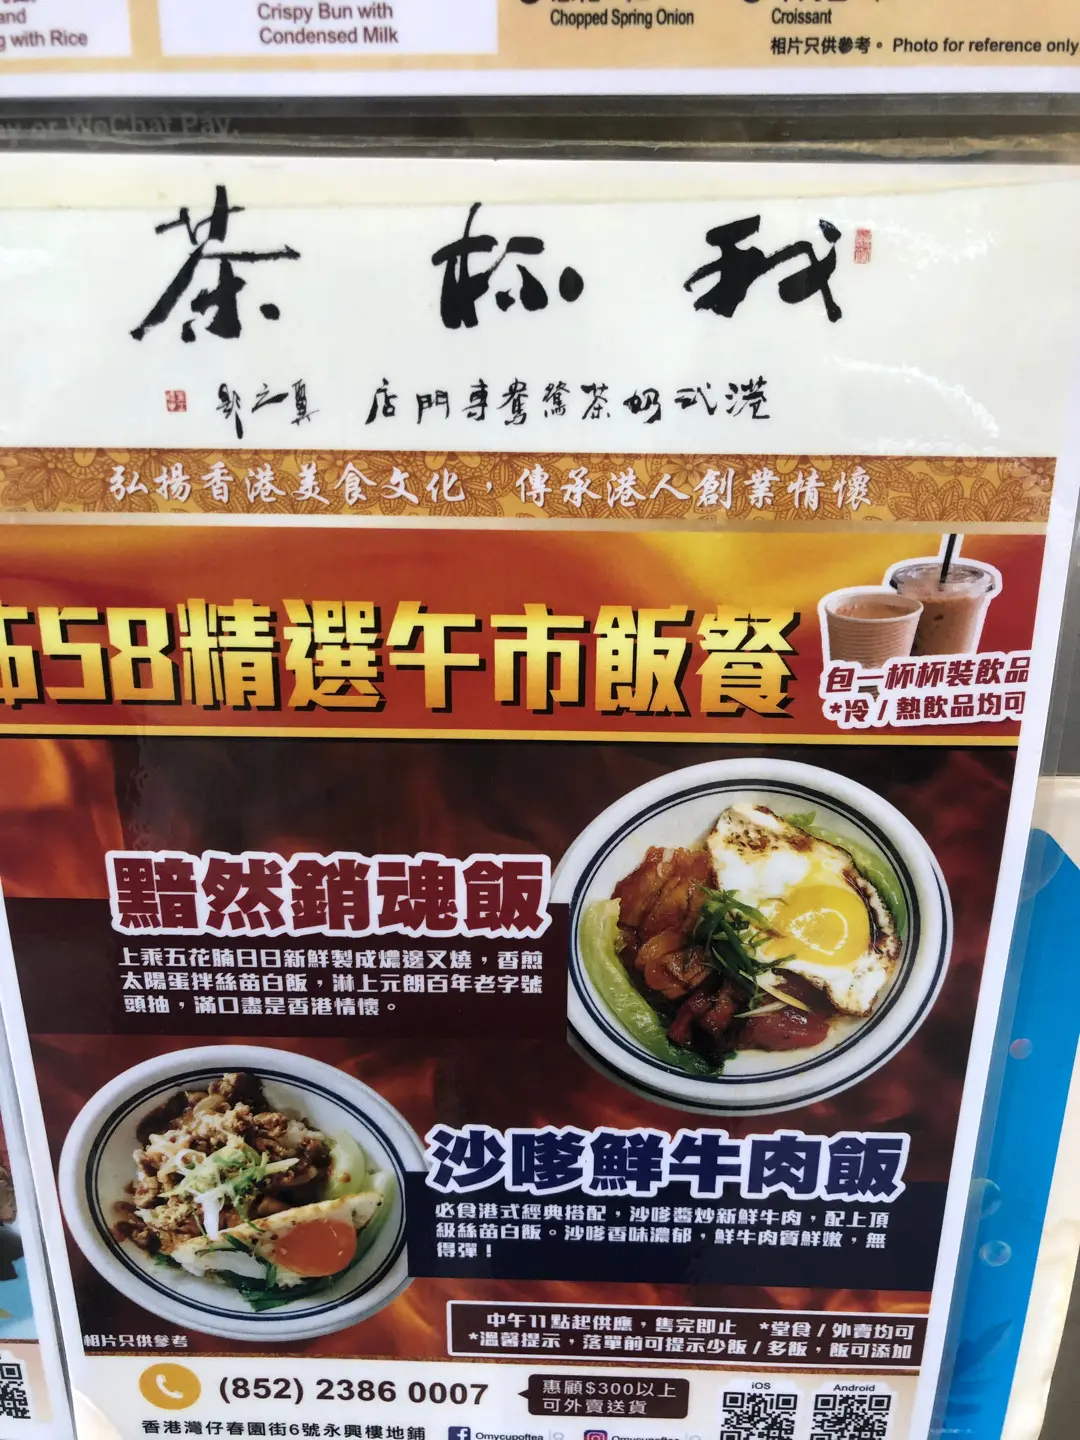 and
g with Rice
Crispy Bun with
Condensed Milk
Chopped Spring Onion
Croissant
相片只供參考。 Photo for reference only
ay or WeChat Pay.
茶 杯 我
店門專鴦鴛茶奶式港
弘揚香港美食文化，傳承港人創業情懷
58精選午市飯餐
包一杯杯裝飲品
*冷 / 熱飲品均可
黯然銷魂飯
上乘五花腩日日新鮮製成燶邊叉燒，香煎
太陽蛋拌絲苗白飯，淋上元朗百年老字號
頭抽，滿口盡是香港情懷。
沙嗲鮮牛肉飯
必食港式經典搭配，沙嗲醬炒新鮮牛肉，配上頂
級絲苗白飯。沙嗲香味濃郁，鮮牛肉質鮮嫩，無
得彈！
相片只供參考
中午11點起供應，售完即止 *堂食 / 外賣均可
*溫馨提示，落單前可提示少飯 / 多飯，飯可添加
(852) 2386 0007
惠顧$300以上
可外賣送貨
iOS
Android
香港灣仔春園街6號永興樓地鋪
Omycupoftea
Omycupoftea